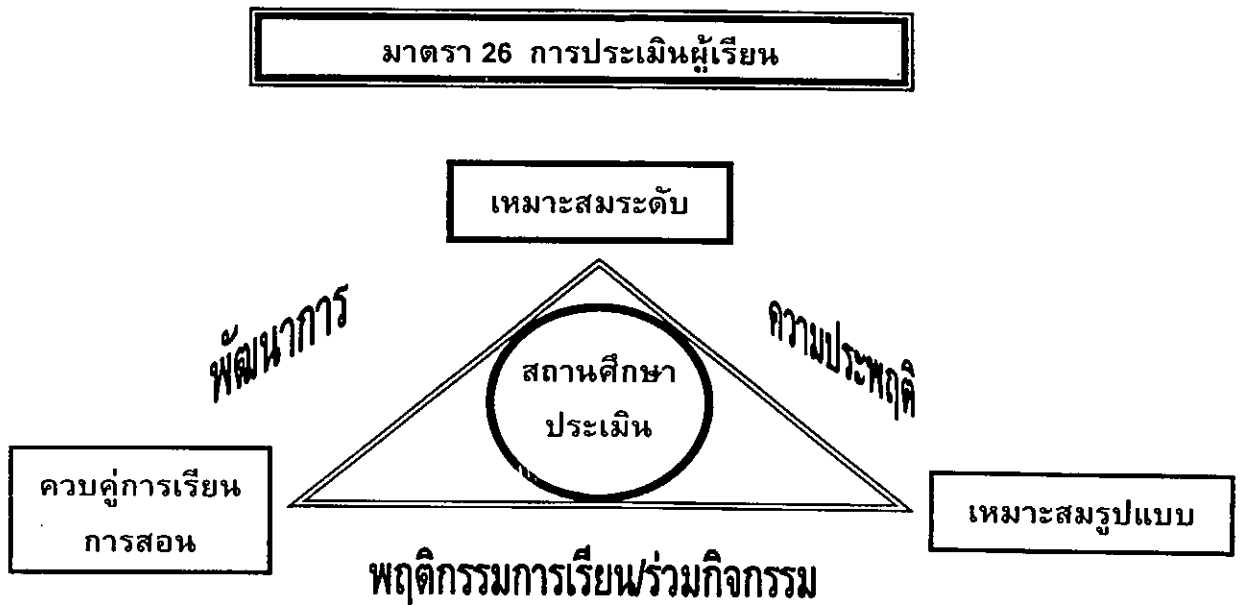 มาตรา 26 การประเมินผู้เรียน
เหมาะสมระดับ
พัฒนาการ
ความประพฤติ
สถานศึกษา
ประเมิน
ควบคู่การเรียน
การสอน
เหมาะสมรูปแบบ
พฤติกรรมการเรียน/ร่วมกิจกรรม